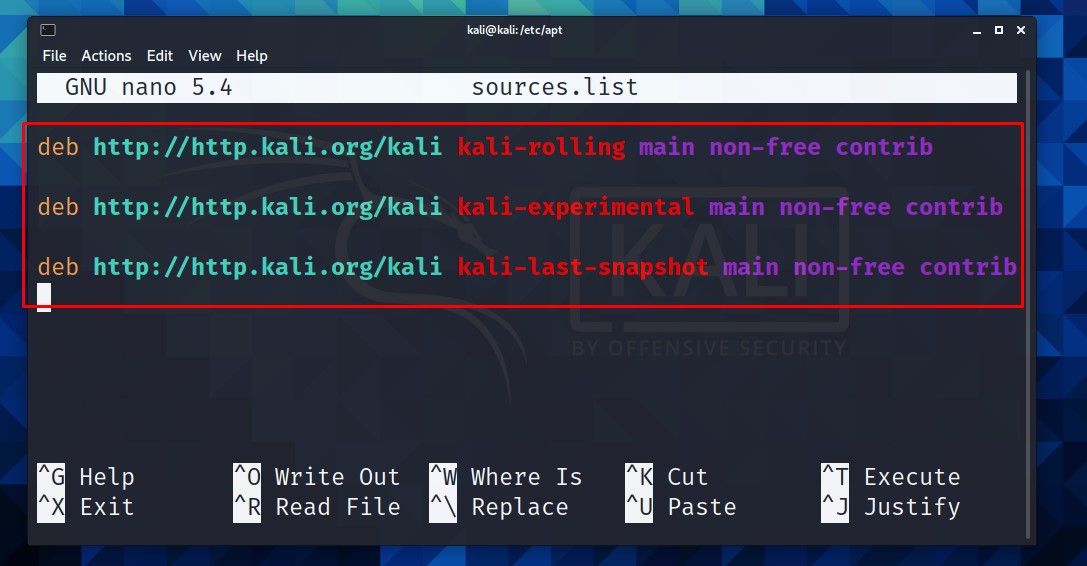 kali@kali:/etc/apt
File Actions Edit View Help
GNU nano 5.4 sources.list
deb http://http.kali.org/kali kali-rolling main non-free contrib
deb http://http.kali.org/kali kali-experimental main non-free contrib
deb http://http.kali.org/kali kali-last-snapshot main non-free contrib
KALI
BY OFFENSIVE SECURITY
^G Help ^O Write Out ^W Where Is ^K Cut ^T Execute
^X Exit ^R Read File ^\ Replace ^U Paste ^J Justify